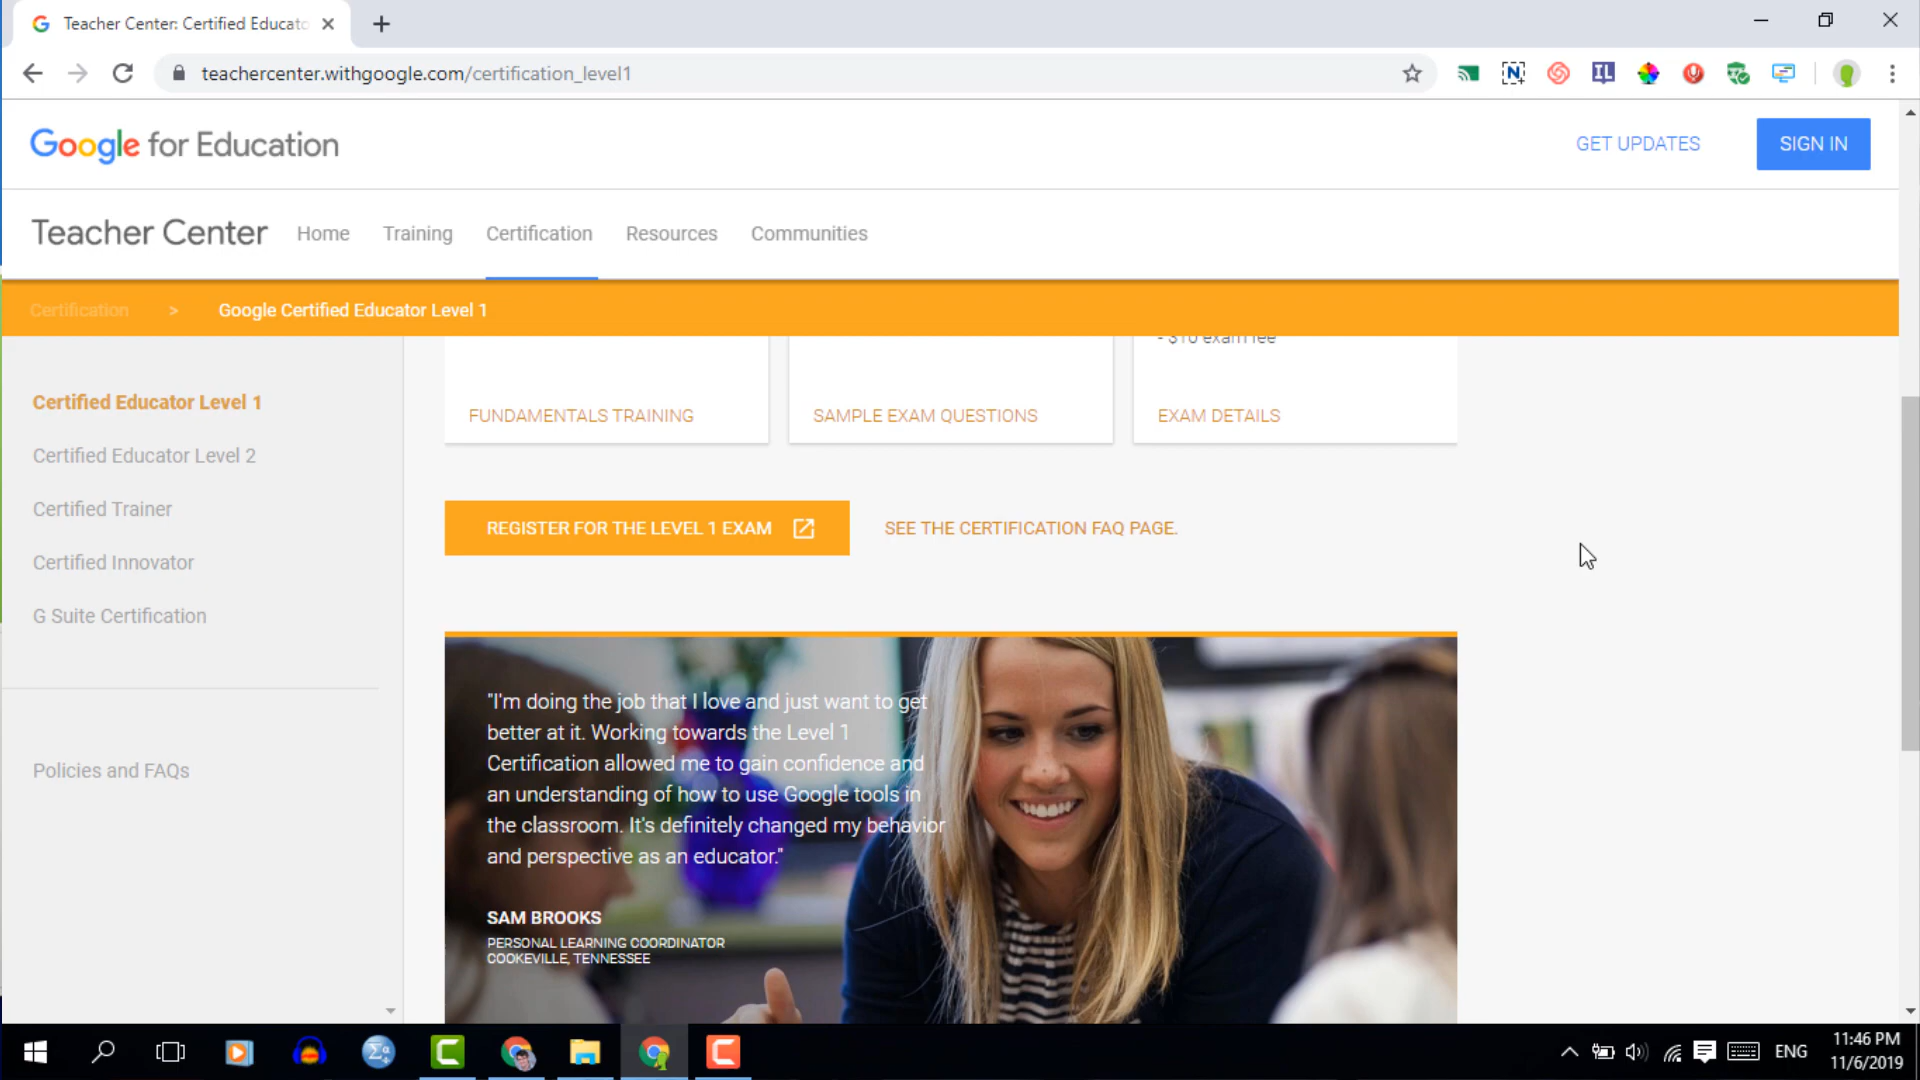 Teacher Center: Certified Educato
teachercenter.withgoogle.com/certification_level1
Google for Education
GET UPDATES
SIGN IN
Teacher Center
Home
Training
Certification
Resources
Communities
Certification > Google Certified Educator Level 1
Certified Educator Level 1
Certified Educator Level 2
Certified Trainer
Certified Innovator
G Suite Certification
Policies and FAQs
- $10 exam fee
FUNDAMENTALS TRAINING
SAMPLE EXAM QUESTIONS
EXAM DETAILS
REGISTER FOR THE LEVEL 1 EXAM
SEE THE CERTIFICATION FAQ PAGE.
"I'm doing the job that I love and just want to get
better at it. Working towards the Level 1
Certification allowed me to gain confidence and
an understanding of how to use Google tools in
the classroom. It's definitely changed my behavior
and perspective as an educator."
SAM BROOKS
PERSONAL LEARNING COORDINATOR
COOKEVILLE, TENNESSEE
ENG
11:46 PM
11/6/2019